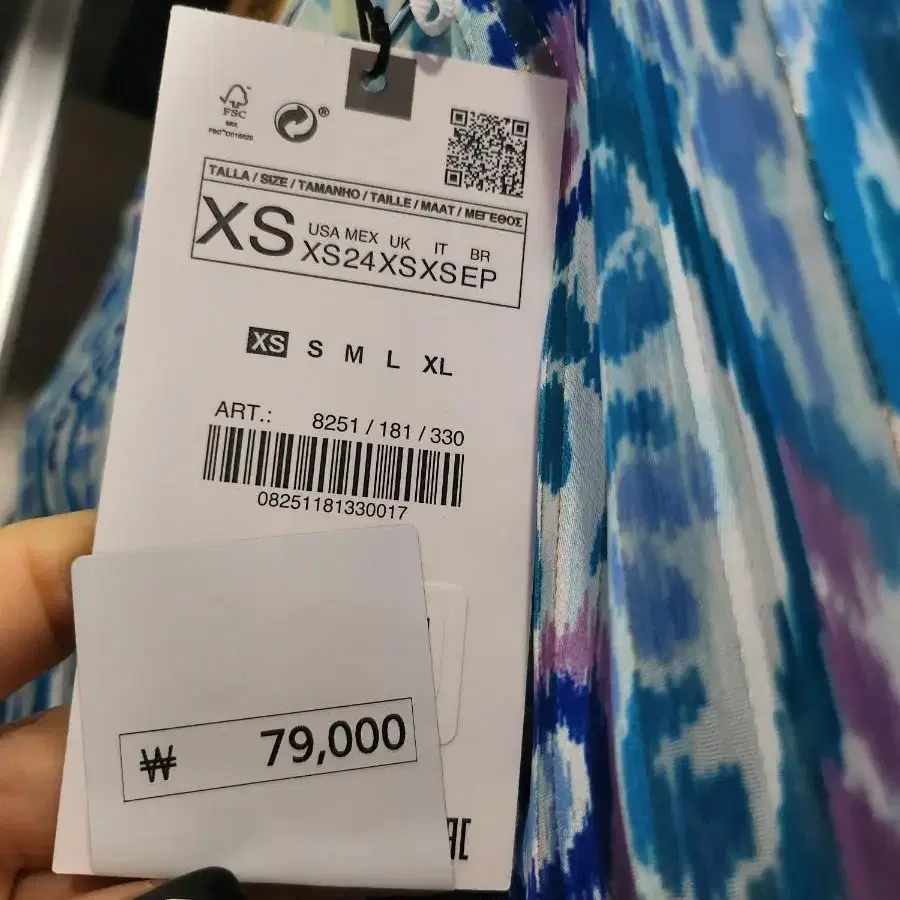 FSC
MIX
®
TALLA / SIZE / TAMANHO / TAILLE / MAAT / ΜΕΓΕΘΟΣ
XS
USA MEX UK IT BR
XS 24 XS XS EP
XS S M L XL
ART.: 8251 / 181 / 330
08251181330017
₩ 79,000